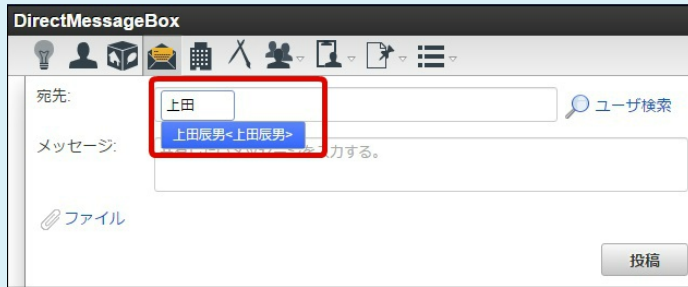 DirectMessageBox
宛先:
上田
ユーザ検索
上田辰男<上田辰男>
メッセージ:
を入力する。
ファイル
投稿